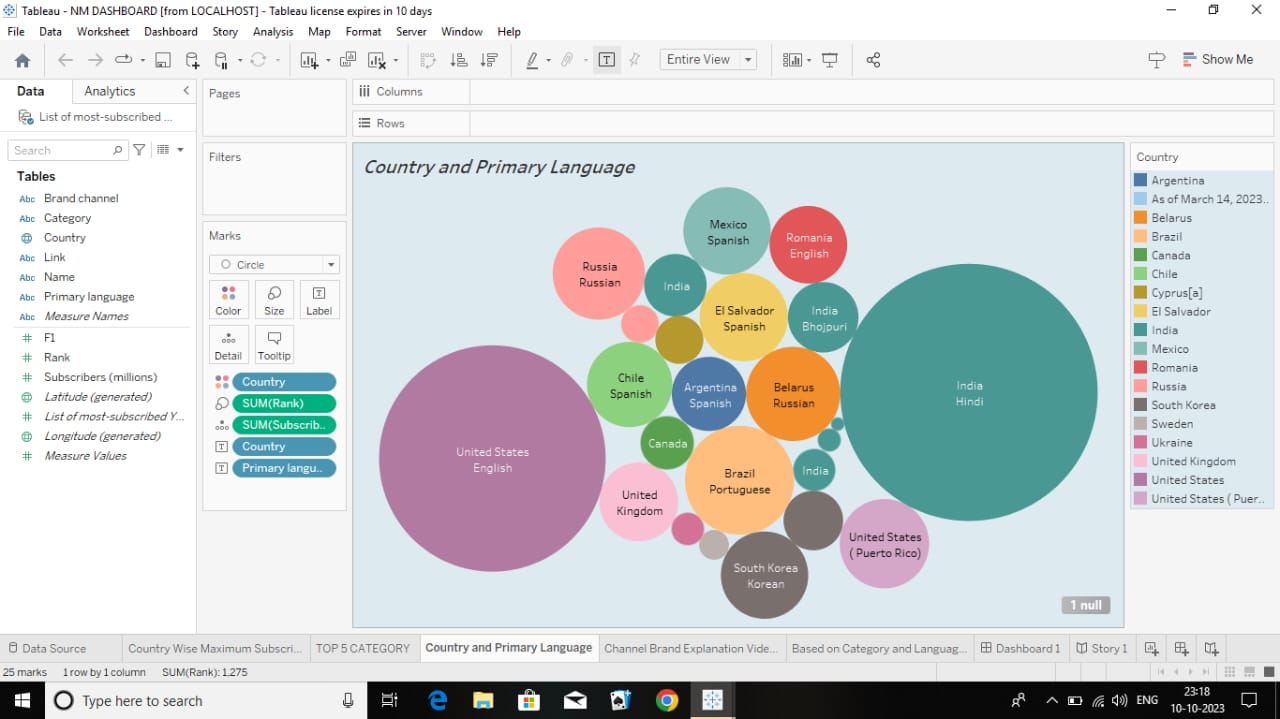 Tableau - NM DASHBOARD [from LOCALHOST] - Tableau license expires in 10 days
File Data Worksheet Dashboard Story Analysis Map Format Server Window Help
Entire View
Show Me
Data Analytics
List of most-subscribed ...
Search
Tables
Abc Brand channel
Abc Category
Country
Abc Link
Abc Name
Abc Primary language
Abc Measure Names
F1
Rank
Subscribers (millions)
Latitude (generated)
List of most-subscribed Y...
Longitude (generated)
Measure Values
Pages
Filters
Marks
Circle
Color Size Label
Detail Tooltip
Country
SUM(Rank)
SUM(Subscrib..
Country
Primary langu..
Columns
Rows
Country and Primary Language
Mexico
Spanish
Romania
English
Russia
Russian
India
El Salvador
Spanish
India
Bhojpuri
Chile
Spanish
Argentina
Spanish
Belarus
Russian
India
Hindi
United States
English
Canada
Brazil
Portuguese
India
United
Kingdom
South Korea
Korean
United States
( Puerto Rico)
1 null
Country
Argentina
As of March 14, 2023..
Belarus
Brazil
Canada
Chile
Cyprus[a]
El Salvador
India
Mexico
Romania
Russia
South Korea
Sweden
Ukraine
United Kingdom
United States
United States ( Puer..
Data Source
Country Wise Maximum Subscri...
TOP 5 CATEGORY
Country and Primary Language
Channel Brand Explanation Vide...
Based on Category and Languag...
Dashboard 1
Story 1
25 marks 1 row by 1 column SUM(Rank): 1,275
Type here to search
ENG
23:18
10-10-2023